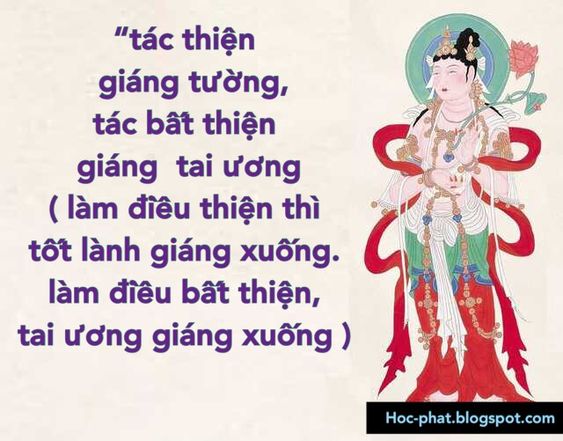 “tác thiện
giáng tường,
tác bất thiện
giáng tai ương
( làm điều thiện thì
tốt lành giáng xuống.
làm điều bất thiện,
tai ương giáng xuống )
Hoc-phat.blogspot.com